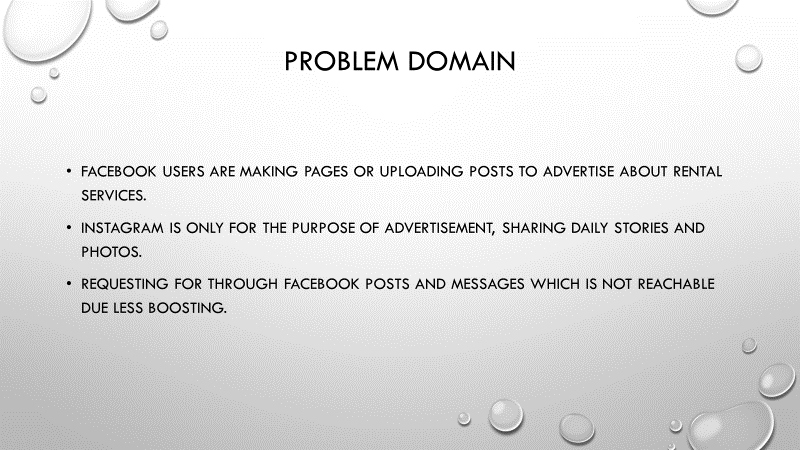 PROBLEM DOMAIN
• FACEBOOK USERS ARE MAKING PAGES OR UPLOADING POSTS TO ADVERTISE ABOUT RENTAL
SERVICES.
• INSTAGRAM IS ONLY FOR THE PURPOSE OF ADVERTISEMENT, SHARING DAILY STORIES AND
PHOTOS.
• REQUESTING FOR THROUGH FACEBOOK POSTS AND MESSAGES WHICH IS NOT REACHABLE
DUE LESS BOOSTING.